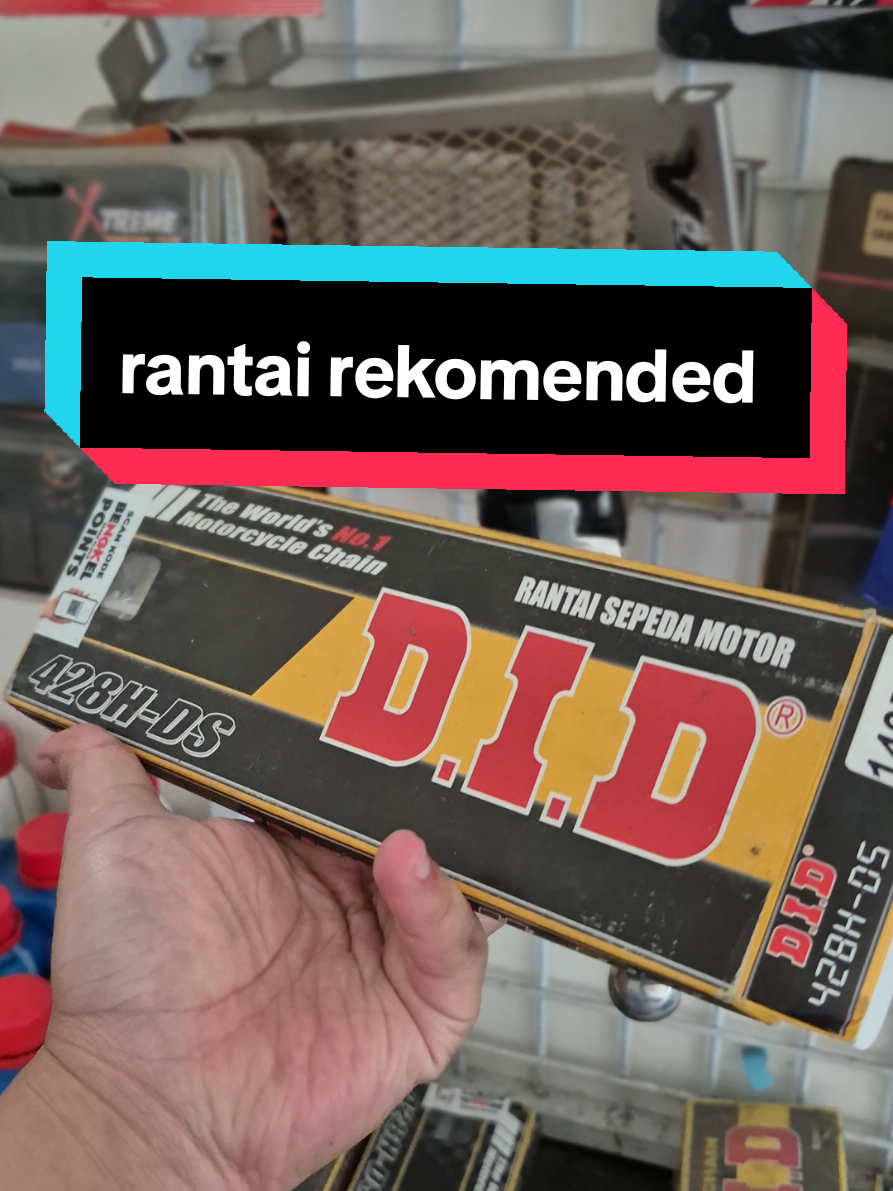 XTREME
rantai rekomended
SCAN KODE
BENGKEL
POINTS
The World's No.1
Motorcycle Chain
RANTAI SEPEDA MOTOR
D.I.D®
428H-DS
D.I.D
428H-DS